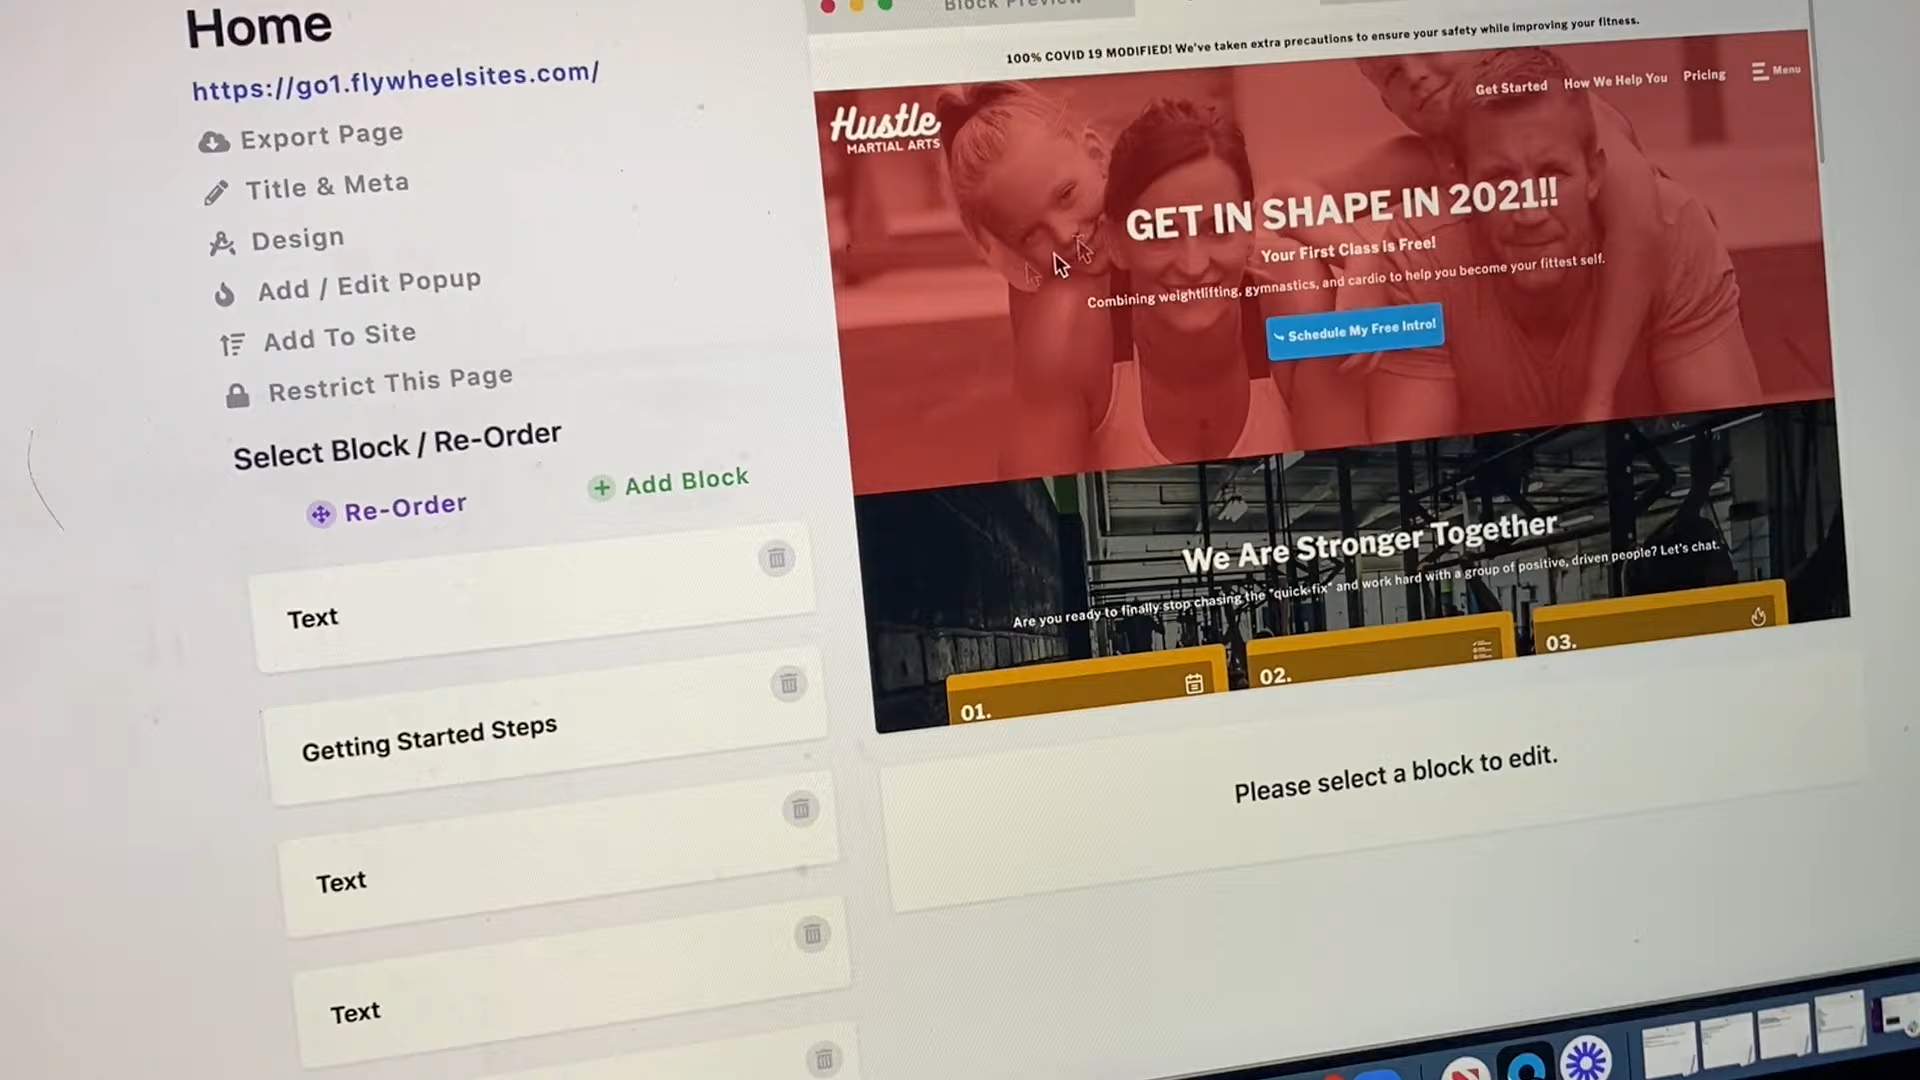 Home
https://go1.flywheelsites.com/
Export Page
Title & Meta
Design
Add / Edit Popup
Add To Site
Restrict This Page
Select Block / Re-Order
Re-Order
Add Block
Text
Getting Started Steps
Text
Text
Block Preview
100% COVID 19 MODIFIED! We've taken extra precautions to ensure your safety while improving your fitness.
Hustle
MARTIAL ARTS
Get Started
How We Help You
Pricing
Menu
GET IN SHAPE IN 2021!!
Your First Class is Free!
Combining weightlifting, gymnastics, and cardio to help you become your fittest self.
Schedule My Free Intro!
We Are Stronger Together
Are you ready to finally stop chasing the "quick-fix" and work hard with a group of positive, driven people? Let's chat.
01.
02.
03.
Please select a block to edit.